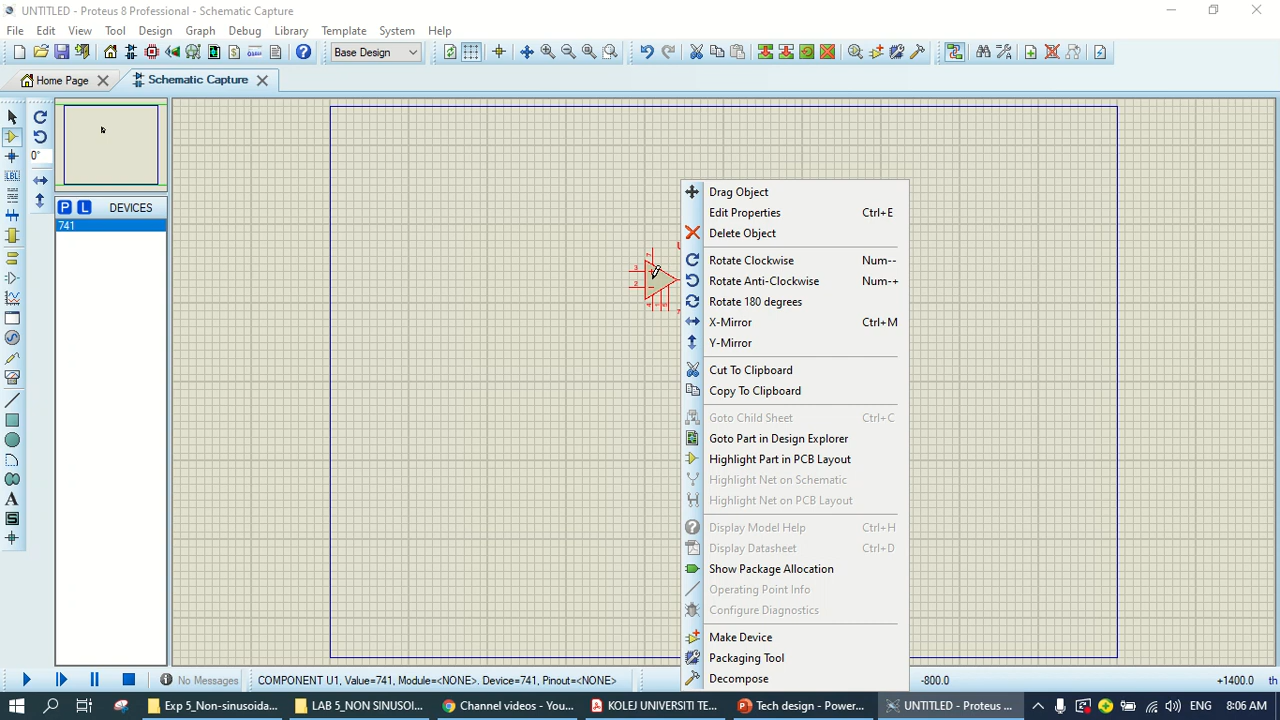 UNTITLED - Proteus 8 Professional - Schematic Capture
File Edit View Tool Design Graph Debug Library Template System Help
Base Design
Home Page
Schematic Capture
0°
LBL
P L DEVICES
741
3
2
7
Drag Object
Edit Properties Ctrl+E
Delete Object
Rotate Clockwise Num--
Rotate Anti-Clockwise Num-+
Rotate 180 degrees
X-Mirror Ctrl+M
Y-Mirror
Cut To Clipboard
Copy To Clipboard
Goto Child Sheet Ctrl+C
Goto Part in Design Explorer
Highlight Part in PCB Layout
Highlight Net on Schematic
Highlight Net on PCB Layout
Display Model Help Ctrl+H
Display Datasheet Ctrl+D
Show Package Allocation
Operating Point Info
Configure Diagnostics
Make Device
Packaging Tool
Decompose
A
No Messages
COMPONENT U1, Value=741, Module=<NONE>. Device=741, Pinout=<NONE>
-800.0 +1400.0 th
Exp 5_Non-sinusoida...
LAB 5_NON SINUSOI...
Channel videos - You...
KOLEJ UNIVERSITI TE...
Tech design - Power...
UNTITLED - Proteus ...
8:06 AM